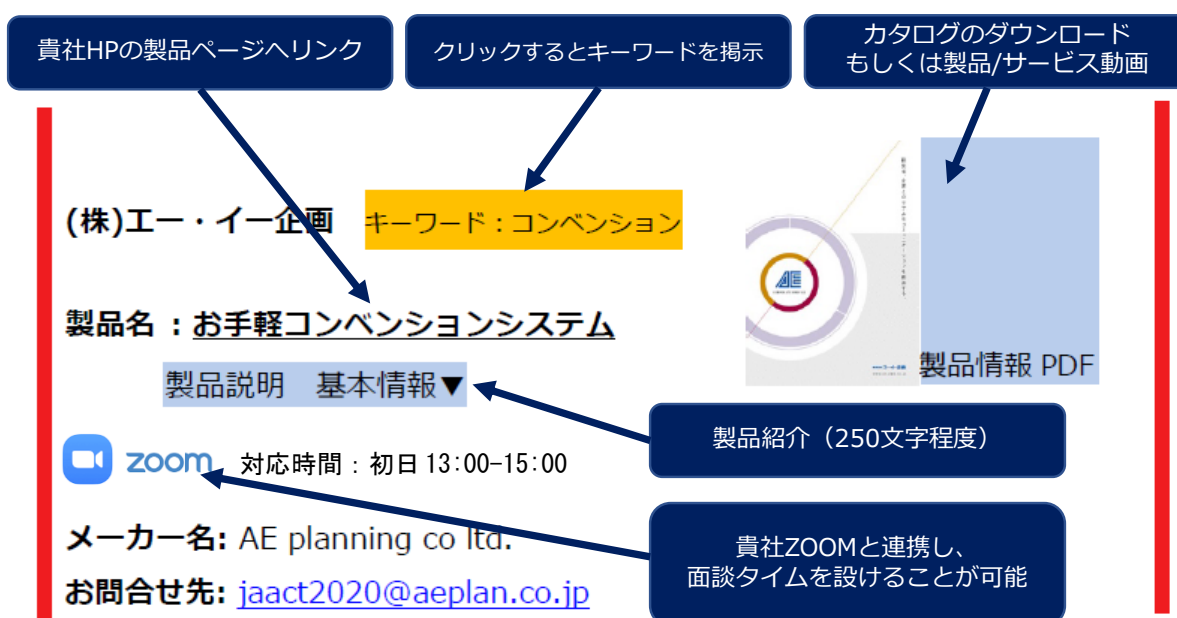 貴社HPの製品ページへリンク
クリックするとキーワードを掲示
カタログのダウンロード
もしくは製品/サービス動画
(株)エー・イー企画
キーワード：コンベンション
AE
製品名 ：お手軽コンベンションシステム
製品情報 PDF
製品説明　基本情報▼
製品紹介（250文字程度）
zoom 対応時間：初日 13:00-15:00
メーカー名: AE planning co ltd.
貴社ZOOMと連携し、
面談タイムを設けることが可能
お問合せ先: jaact2020@aeplan.co.jp